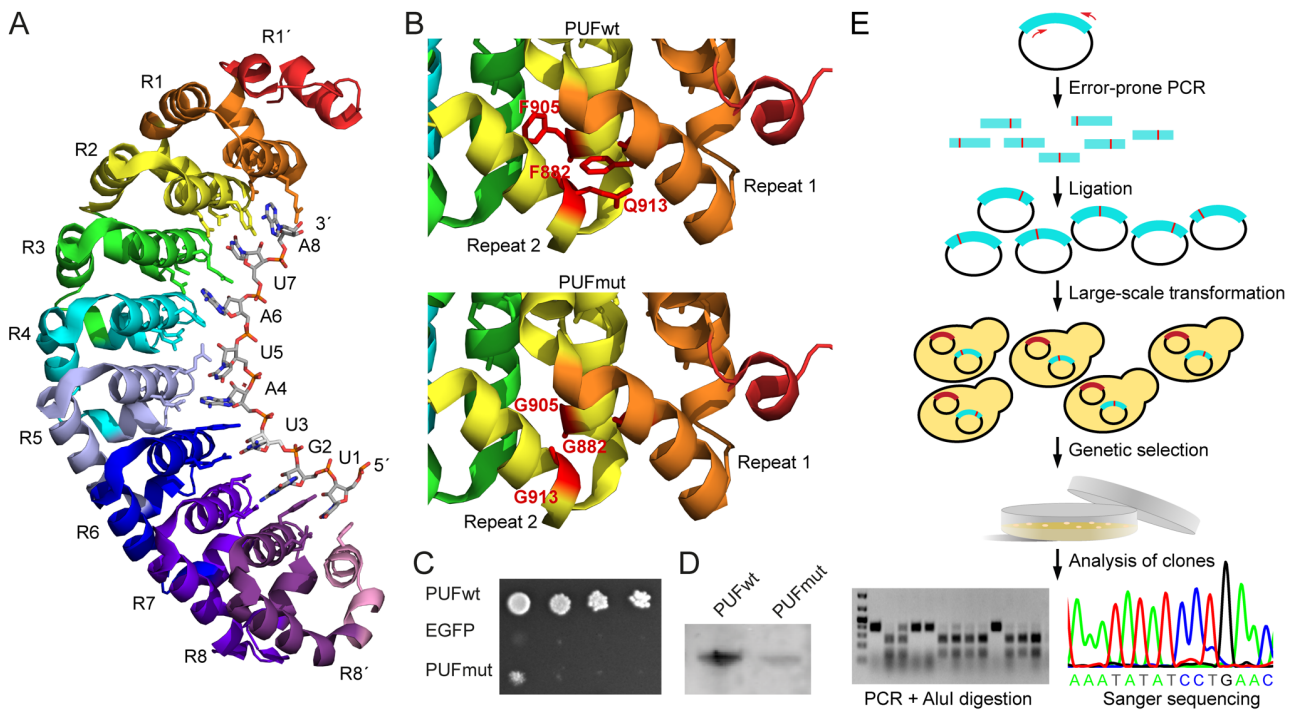 A
R1´
R1
R2
3´
A8
R3
U7
A6
R4
U5
A4
R5
U3
G2
U1
5´
R6
R7
R8
R8´
B
PUFwt
F905
F882
Q913
Repeat 1
Repeat 2
PUFmut
G905
G882
G913
Repeat 1
Repeat 2
C
PUFwt
EGFP
PUFmut
D
PUFwt
PUFmut
E
Error-prone PCR
Ligation
Large-scale transformation
Genetic selection
Analysis of clones
PCR + AluI digestion
AAATATATCCTGAAC
Sanger sequencing